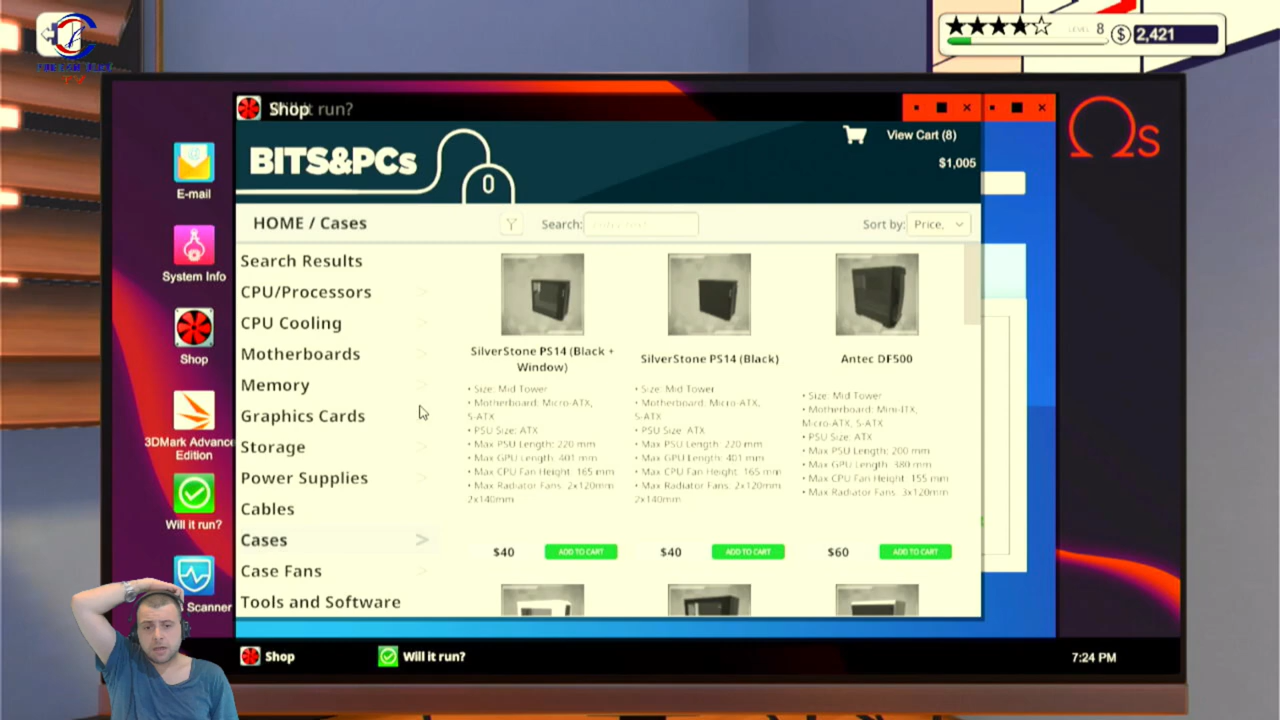 TV
LEVEL 8
$ 2,421
Shop
it run?
Ωs
BITS&PCs
View Cart (8)
$1,005
HOME / Cases
Search:
Sort by: Price,
E-mail
System Info
Shop
3DMark Advance
Edition
Will it run?
Scanner
Search Results
CPU/Processors
CPU Cooling
Motherboards
Memory
Graphics Cards
Storage
Power Supplies
Cables
Cases
Case Fans
Tools and Software
SilverStone PS14 (Black +
Window)
• Size: Mid Tower
• Motherboard: Micro-ATX,
S-ATX
• PSU Size: ATX
• Max PSU Length: 220 mm
• Max GPU Length: 401 mm
• Max CPU Fan Height: 165 mm
• Max Radiator Fans: 2x120mm
2x140mm
$40
ADD TO CART
SilverStone PS14 (Black)
• Size: Mid Tower
• Motherboard: Micro-ATX,
S-ATX
• PSU Size: ATX
• Max PSU Length: 220 mm
• Max GPU Length: 401 mm
• Max CPU Fan Height: 165 mm
• Max Radiator Fans: 2x120mm
2x140mm
$40
ADD TO CART
Antec DF500
• Size: Mid Tower
• Motherboard: Mini-ITX,
Micro-ATX, S-ATX
• PSU Size: ATX
• Max PSU Length: 200 mm
• Max GPU Length: 380 mm
• Max CPU Fan Height: 155 mm
• Max Radiator Fans: 3x120mm
$60
ADD TO CART
Shop
Will it run?
7:24 PM